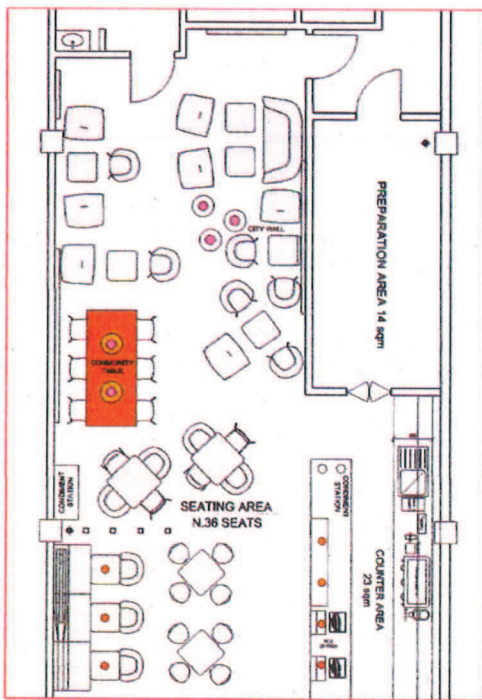 CITY WALL
PREPARATION AREA 14 sqm
COMMUNITY
TABLE
CONDIMENT
STATION
SEATING AREA
N.36 SEATS
CONDIMENT
STATION
COUNTER AREA
23 sqm